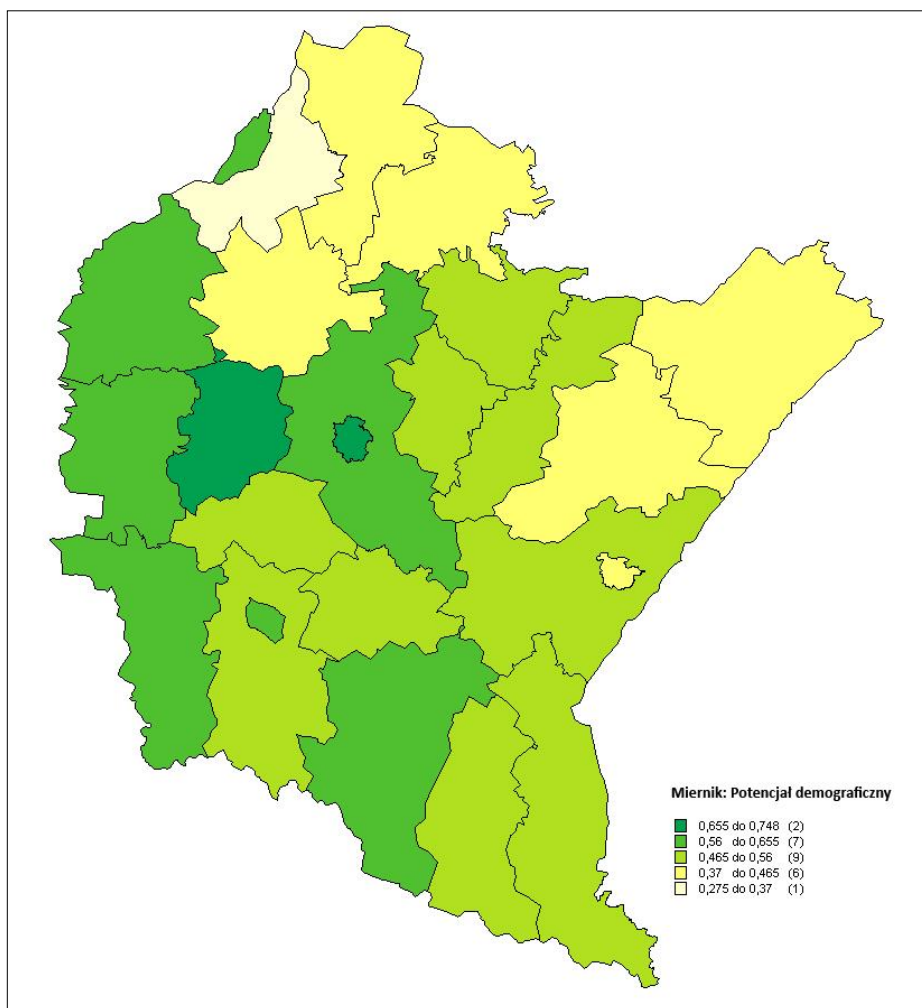 Miernik: Potencjał demograficzny
0,655 do 0,748 (2)
0,56 do 0,655 (7)
0,465 do 0,56 (9)
0,37 do 0,465 (6)
0,275 do 0,37 (1)